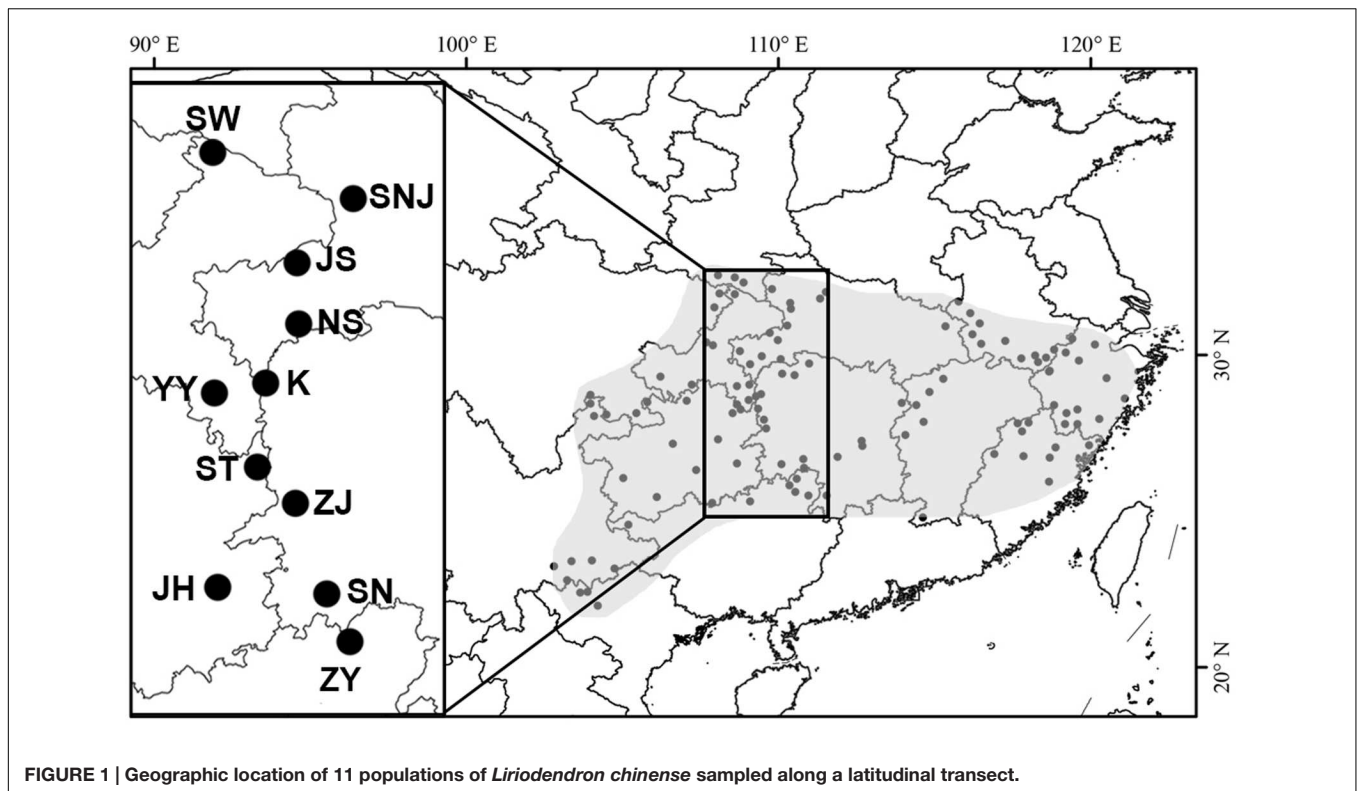 90° E 100° E 110° E 120° E
SW
SNJ
JS
NS
YY K
ST
ZJ
JH SN
ZY
30° N
20° N
FIGURE 1 | Geographic location of 11 populations of Liriodendron chinense sampled along a latitudinal transect.